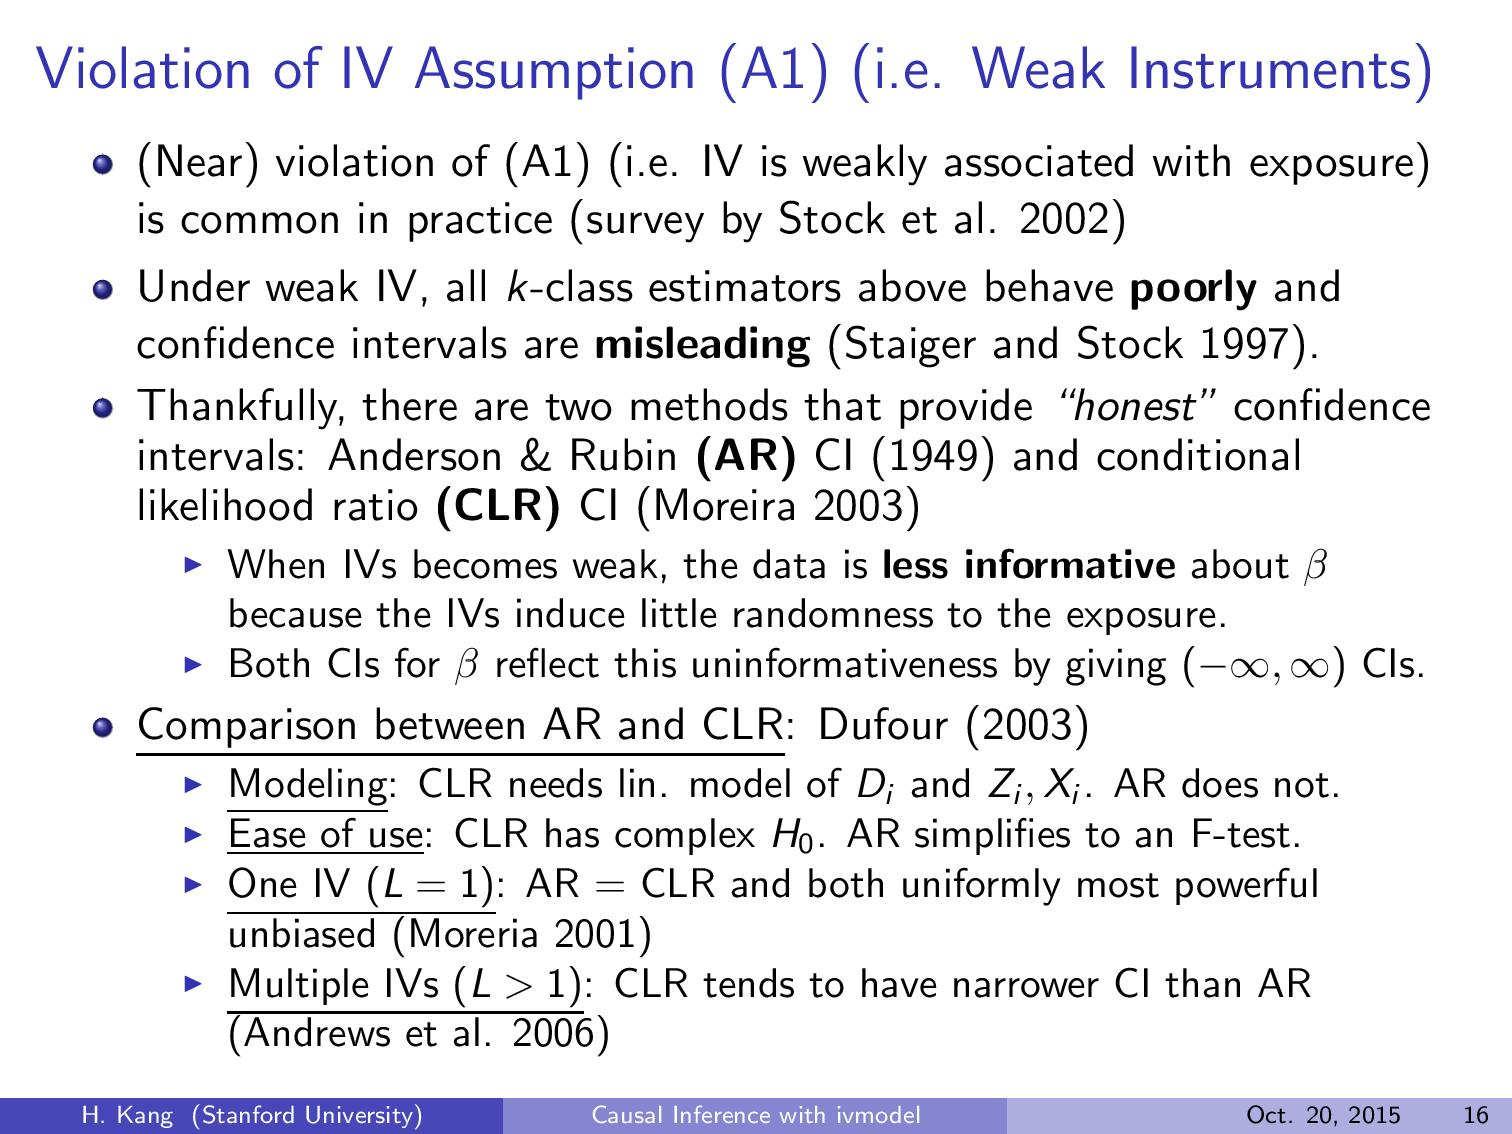 Violation of IV Assumption (A1) (i.e. Weak Instruments)
(Near) violation of (A1) (i.e. IV is weakly associated with exposure)
is common in practice (survey by Stock et al. 2002)
Under weak IV, all k-class estimators above behave poorly and
confidence intervals are misleading (Staiger and Stock 1997).
Thankfully, there are two methods that provide “honest” confidence
intervals: Anderson & Rubin (AR) CI (1949) and conditional
likelihood ratio (CLR) CI (Moreira 2003)
When IVs becomes weak, the data is less informative about β
because the IVs induce little randomness to the exposure.
Both CIs for β reflect this uninformativeness by giving (−∞, ∞) CIs.
Comparison between AR and CLR: Dufour (2003)
Modeling: CLR needs lin. model of Dᵢ and Zᵢ, Xᵢ. AR does not.
Ease of use: CLR has complex H₀. AR simplifies to an F-test.
One IV (L = 1): AR = CLR and both uniformly most powerful
unbiased (Moreria 2001)
Multiple IVs (L > 1): CLR tends to have narrower CI than AR
(Andrews et al. 2006)
H. Kang (Stanford University) Causal Inference with ivmodel Oct. 20, 2015 16